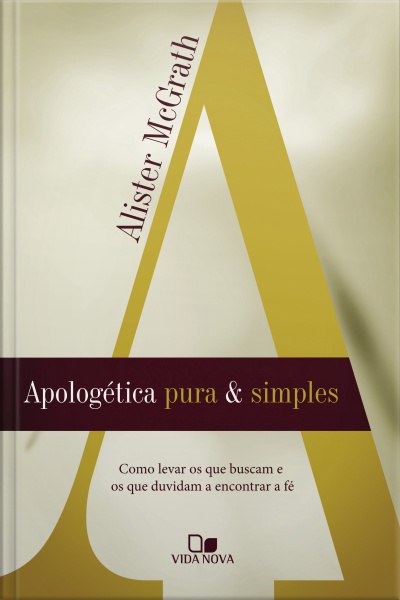 Alister McGrath
Apologética pura & simples
Como levar os que buscam e
os que duvidam a encontrar a fé
VIDA NOVA